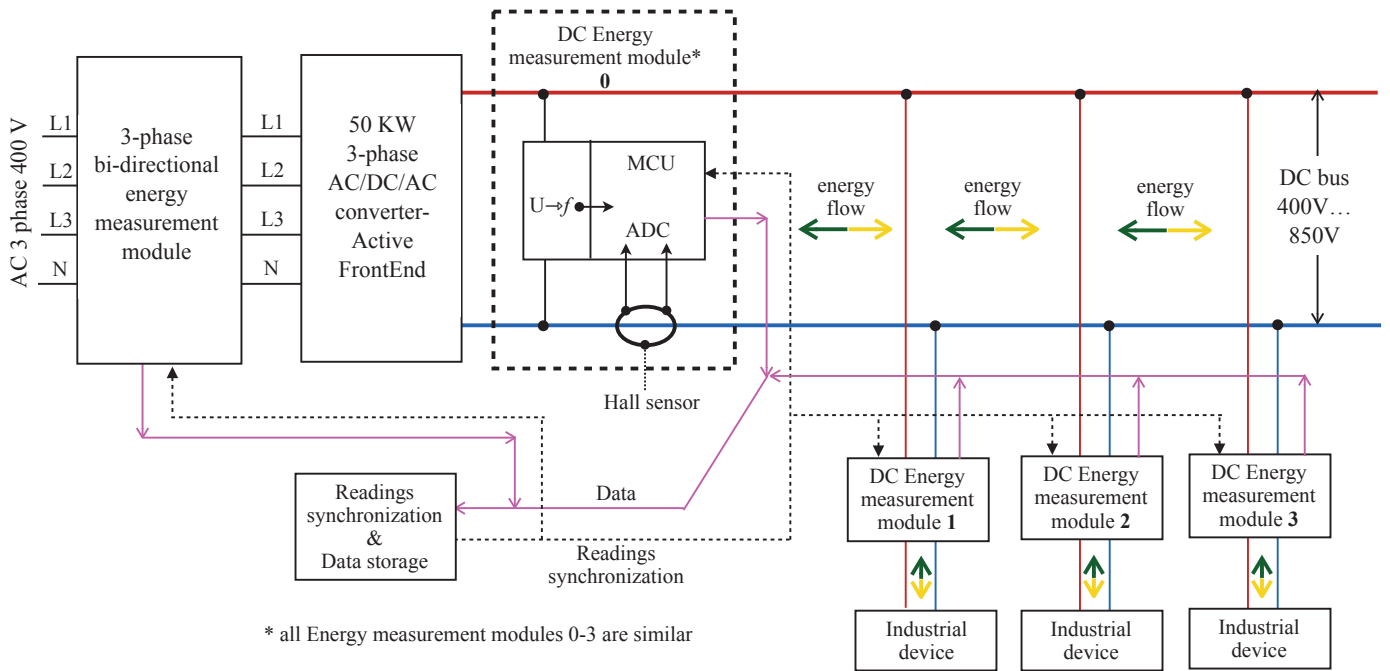 AC 3 phase 400 V
L1
L2
L3
N
3-phase
bi-directional
energy
measurement
module
L1
L2
L3
N
50 KW
3-phase
AC/DC/AC
converter-
Active
FrontEnd
DC Energy
measurement module*
0
MCU
U→f
ADC
Hall sensor
energy
flow
energy
flow
energy
flow
DC bus
400V…
850V
DC Energy
measurement
module 1
DC Energy
measurement
module 2
DC Energy
measurement
module 3
Readings
synchronization
&
Data storage
Data
Readings
synchronization
Industrial
device
Industrial
device
Industrial
device
* all Energy measurement modules 0-3 are similar